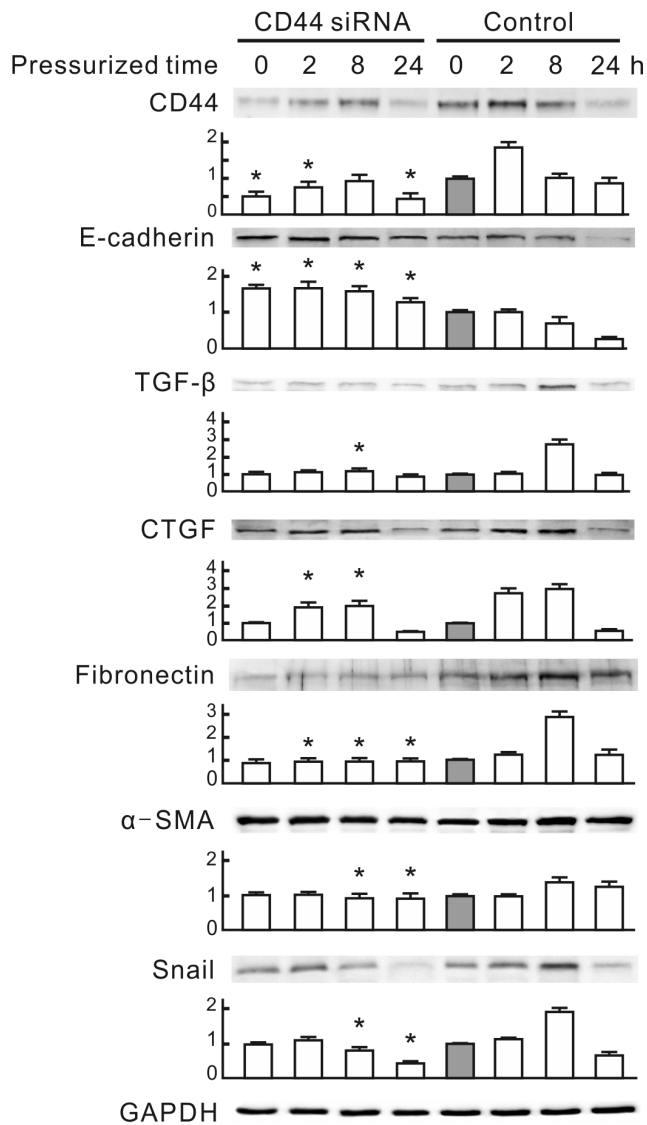 CD44 siRNA Control
Pressurized time 0 2 8 24 0 2 8 24 h
CD44
2
* * *
1
0
E-cadherin
2
* * * *
1
0
TGF-β
4
3
*
2
1
0
CTGF
4
* *
3
2
1
0
Fibronectin
3
2
* * *
1
0
α-SMA
2
* *
1
0
Snail
2
* *
1
0
GAPDH